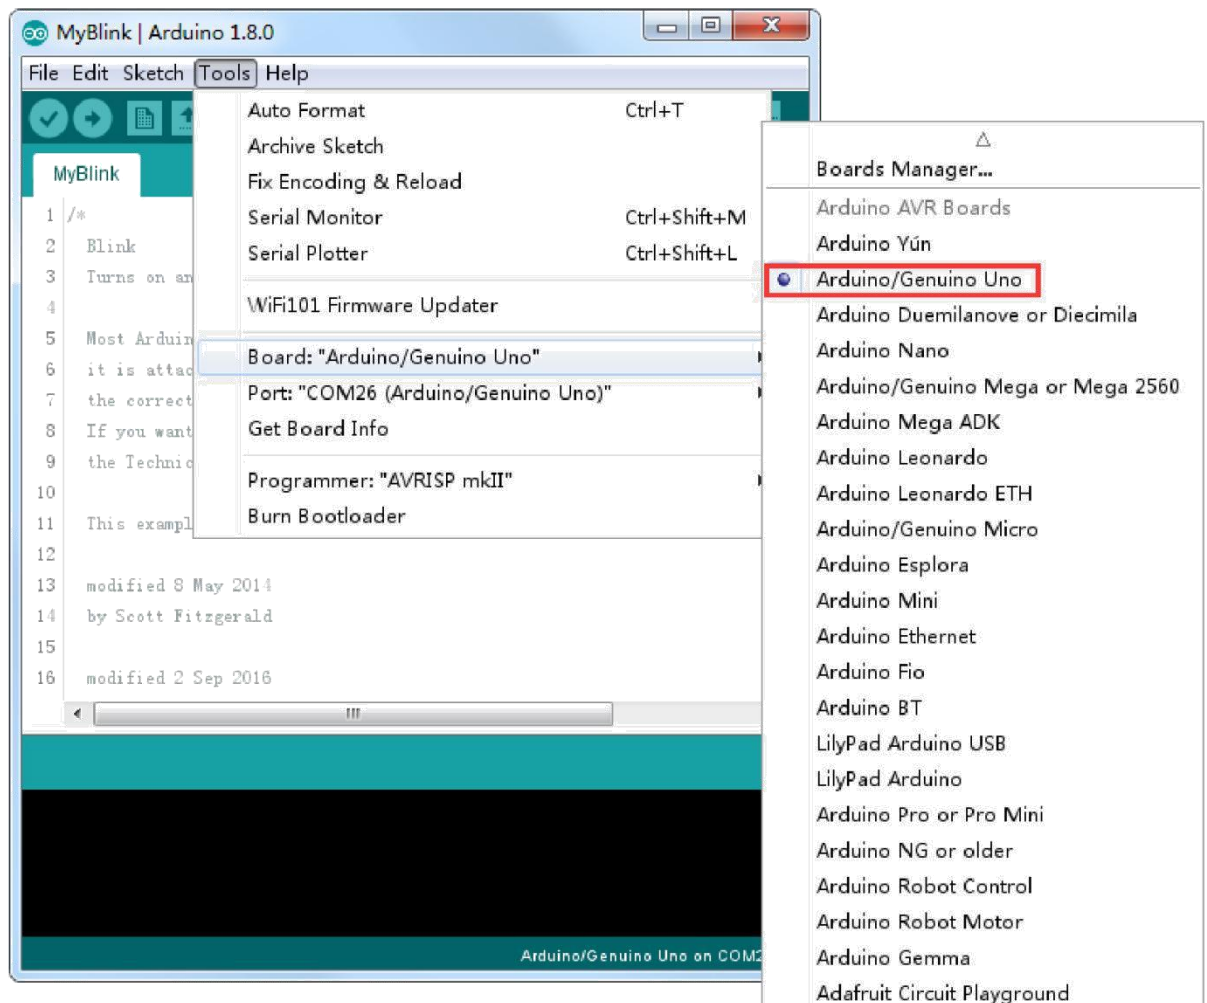 MyBlink | Arduino 1.8.0
File Edit Sketch Tools Help
MyBlink
Auto Format Ctrl+T
Archive Sketch
Fix Encoding & Reload
Serial Monitor Ctrl+Shift+M
Serial Plotter Ctrl+Shift+L
WiFi101 Firmware Updater
Board: "Arduino/Genuino Uno"
Port: "COM26 (Arduino/Genuino Uno)"
Get Board Info
Programmer: "AVRISP mkII"
Burn Bootloader
1 /*
2 Blink
3 Turns on an
4
5 Most Arduin
6 it is attac
7 the correct
8 If you want
9 the Technic
10
11 This exampl
12
13 modified 8 May 2014
14 by Scott Fitzgerald
15
16 modified 2 Sep 2016
Arduino/Genuino Uno on COM2
Boards Manager...
Arduino AVR Boards
Arduino Yún
Arduino/Genuino Uno
Arduino Duemilanove or Diecimila
Arduino Nano
Arduino/Genuino Mega or Mega 2560
Arduino Mega ADK
Arduino Leonardo
Arduino Leonardo ETH
Arduino/Genuino Micro
Arduino Esplora
Arduino Mini
Arduino Ethernet
Arduino Fio
Arduino BT
LilyPad Arduino USB
LilyPad Arduino
Arduino Pro or Pro Mini
Arduino NG or older
Arduino Robot Control
Arduino Robot Motor
Arduino Gemma
Adafruit Circuit Playground